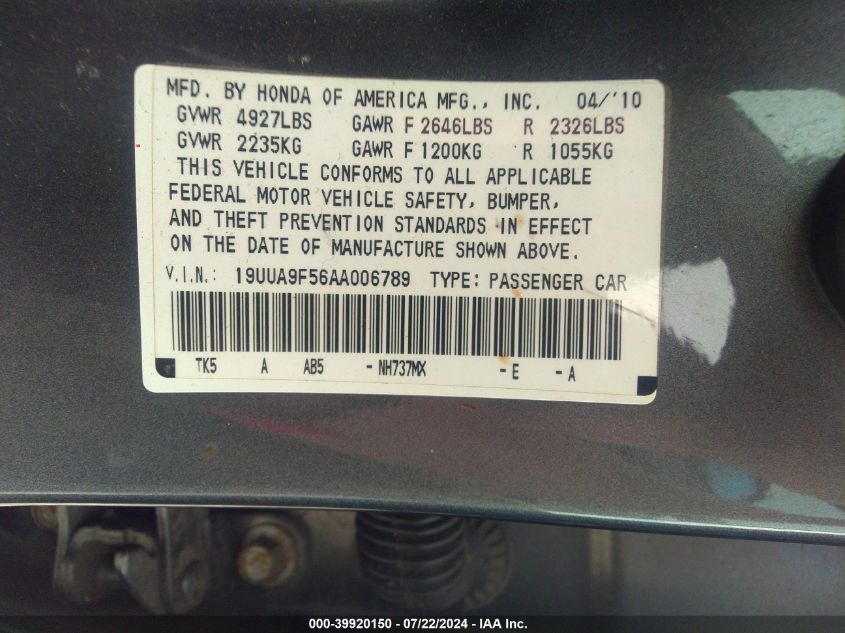 MFD. BY HONDA OF AMERICA MFG., INC. 04/'10
GVWR 4927LBS GAWR F 2646LBS R 2326LBS
GVWR 2235KG GAWR F 1200KG R 1055KG
THIS VEHICLE CONFORMS TO ALL APPLICABLE
FEDERAL MOTOR VEHICLE SAFETY, BUMPER,
AND THEFT PREVENTION STANDARDS IN EFFECT
ON THE DATE OF MANUFACTURE SHOWN ABOVE.
V.I.N.: 19UUA9F56AA006789 TYPE: PASSENGER CAR
TK5 A AB5 - NH737MX - E - A
000-39920150 - 07/22/2024 - IAA Inc.